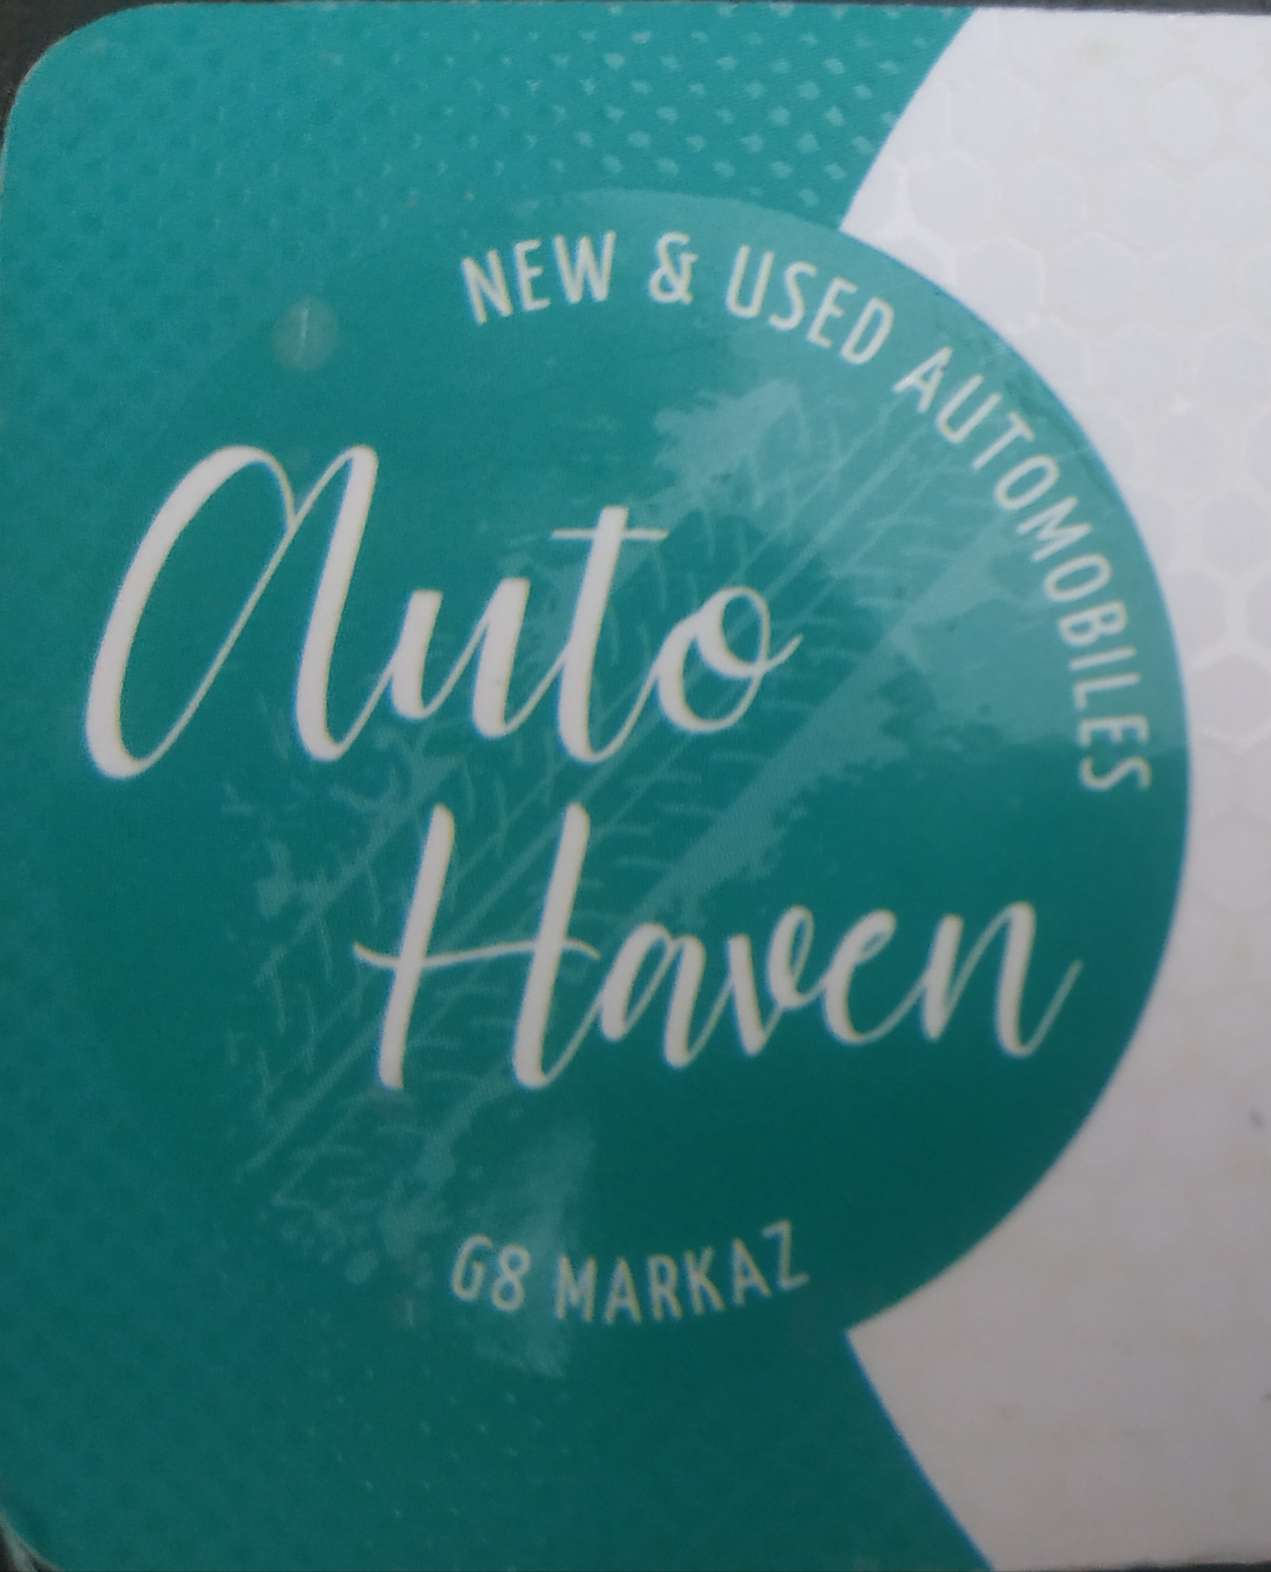 NEW & USED AUTOMOBILES
Auto
Haven
G8 MARKAZ